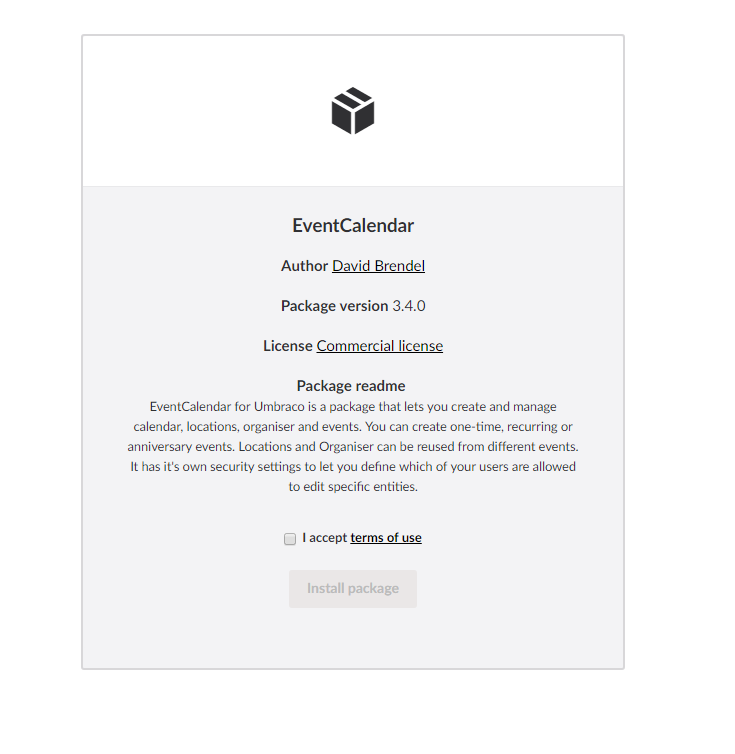 EventCalendar
Author David Brendel
Package version 3.4.0
License Commercial license
Package readme
EventCalendar for Umbraco is a package that lets you create and manage
calendar, locations, organiser and events. You can create one-time, recurring or
anniversary events. Locations and Organiser can be reused from different events.
It has it's own security settings to let you define which of your users are allowed
to edit specific entities.
I accept terms of use
Install package